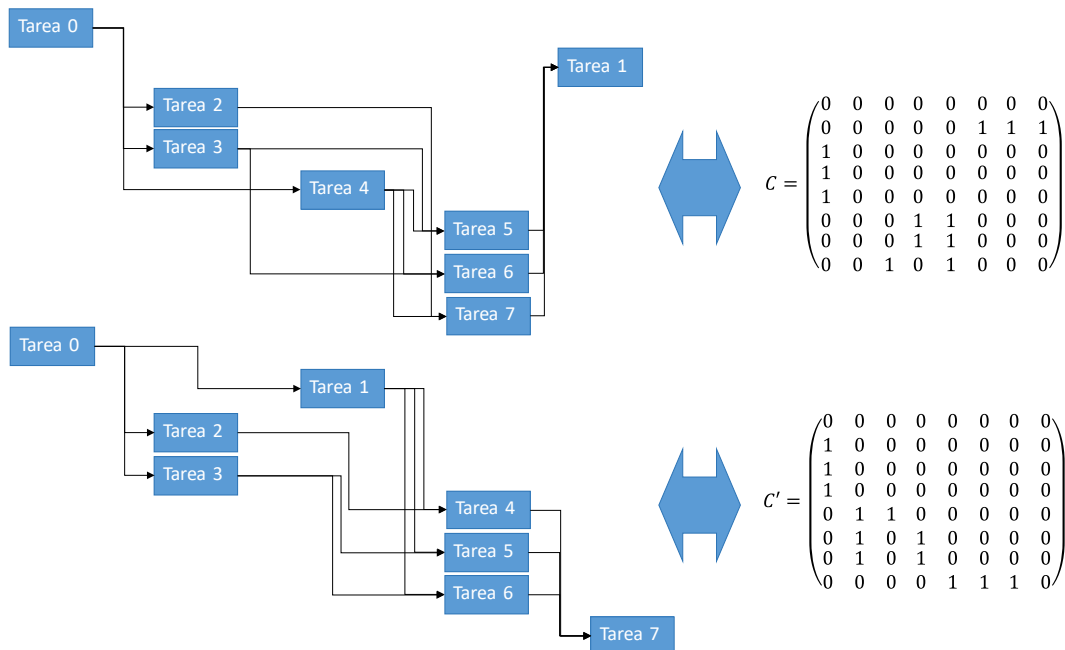 Tarea 0
Tarea 1
Tarea 2
Tarea 3
Tarea 4
Tarea 5
Tarea 6
Tarea 7
C =
0 0 0 0 0 0 0 0
0 0 0 0 0 1 1 1
1 0 0 0 0 0 0 0
1 0 0 0 0 0 0 0
1 0 0 0 0 0 0 0
0 0 0 1 1 0 0 0
0 0 0 1 1 0 0 0
0 0 1 0 1 0 0 0
Tarea 0
Tarea 1
Tarea 2
Tarea 3
Tarea 4
Tarea 5
Tarea 6
Tarea 7
C′ =
0 0 0 0 0 0 0 0
1 0 0 0 0 0 0 0
1 0 0 0 0 0 0 0
1 0 0 0 0 0 0 0
0 1 1 0 0 0 0 0
0 1 0 1 0 0 0 0
0 1 0 1 0 0 0 0
0 0 0 0 1 1 1 0